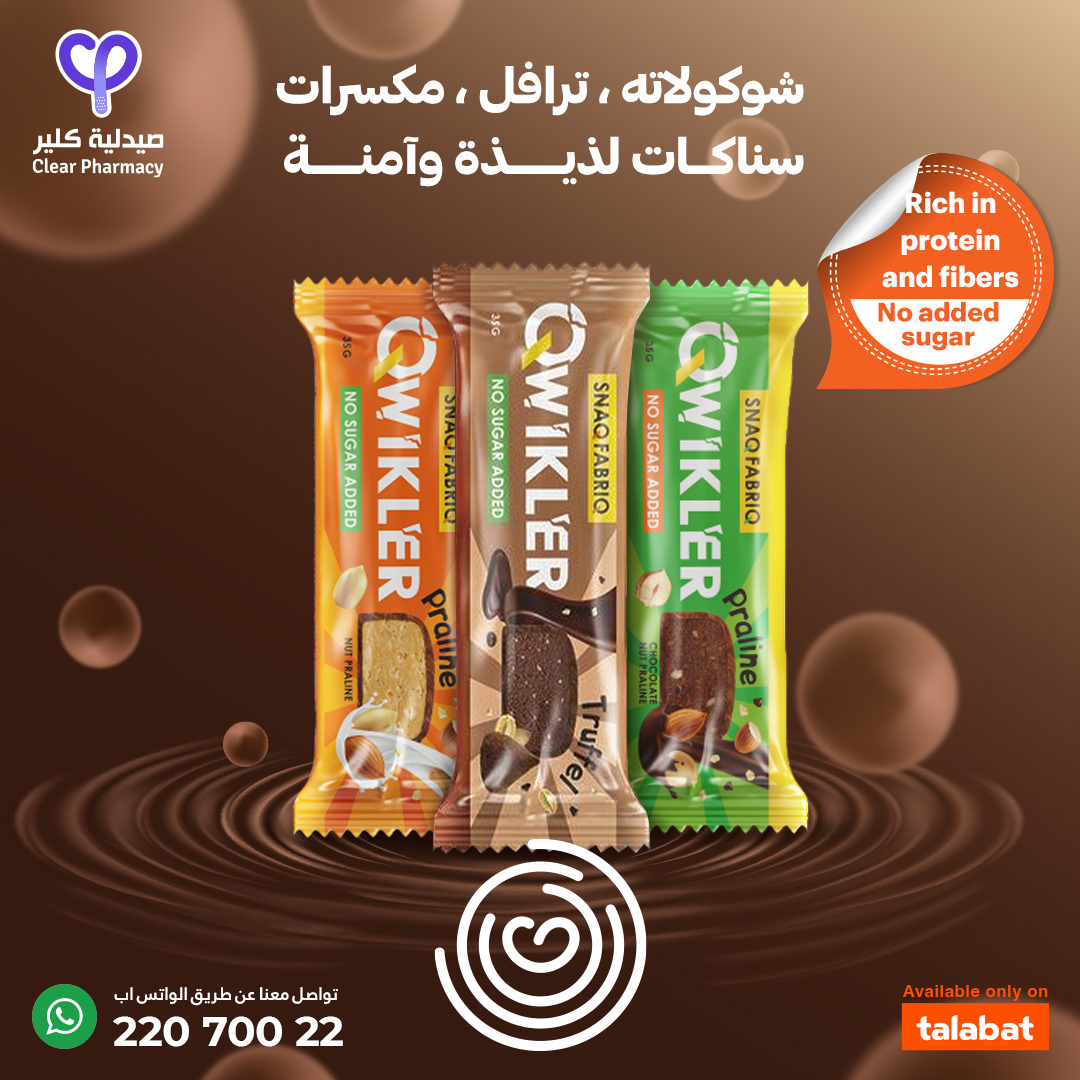 صيدلية كلير
Clear Pharmacy
شوكولاته ، ترافل ، مكسرات
سناكـات لذيـــذة وآمنـــة
Rich in
protein
and fibers
No added
sugar
35G
QWIKLER
SNAQ FABRIQ
NO SUGAR ADDED
Praline
NUT PRALINE
35G
QWIKLER
SNAQ FABRIQ
NO SUGAR ADDED
Truffel
35G
QWIKLER
SNAQ FABRIQ
NO SUGAR ADDED
Praline
CHOCOLATE
NUT PRALINE
تواصل معنا عن طريق الواتس اب
220 700 22
Available only on
talabat